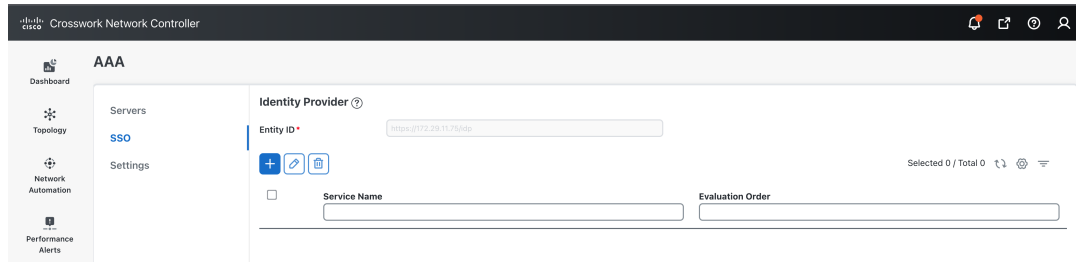 cisco Crosswork Network Controller
AAA
Dashboard
Topology
Network
Automation
Performance
Alerts
Servers
SSO
Settings
Identity Provider ?
Entity ID *
https://172.29.11.75/idp
Selected 0 / Total 0
Service Name
Evaluation Order